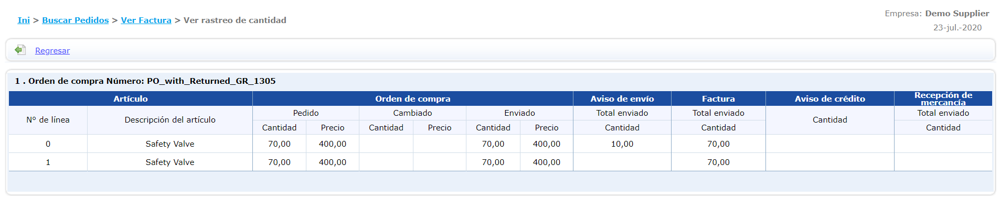 Ini > Buscar Pedidos > Ver Factura > Ver rastreo de cantidad
Empresa: Demo Supplier
23-jul.-2020
Regresar
1 . Orden de compra Número: PO_with_Returned_GR_1305
Artículo Orden de compra Aviso de envío Factura Aviso de crédito Recepción de mercancía
Nº de línea Descripción del artículo Pedido Cambiado Enviado Total enviado Total enviado Cantidad Total enviado
Cantidad Precio Cantidad Precio Cantidad Precio Cantidad Cantidad Cantidad
0 Safety Valve 70,00 400,00 70,00 400,00 10,00 70,00
1 Safety Valve 70,00 400,00 70,00 400,00 70,00